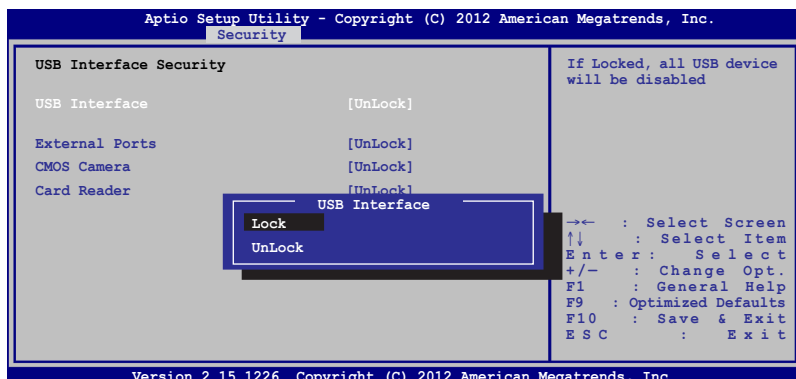 Aptio Setup Utility - Copyright (C) 2012 American Megatrends, Inc.
Security
USB Interface Security
USB Interface [UnLock]
External Ports [UnLock]
CMOS Camera [UnLock]
Card Reader [UnLock]
USB Interface
Lock
UnLock
If Locked, all USB device
will be disabled
→← : Select Screen
↑↓ : Select Item
Enter: Select
+/— : Change Opt.
F1 : General Help
F9 : Optimized Defaults
F10 : Save & Exit
ESC : Exit
Version 2.15.1226. Copyright (C) 2012 American Megatrends, Inc.